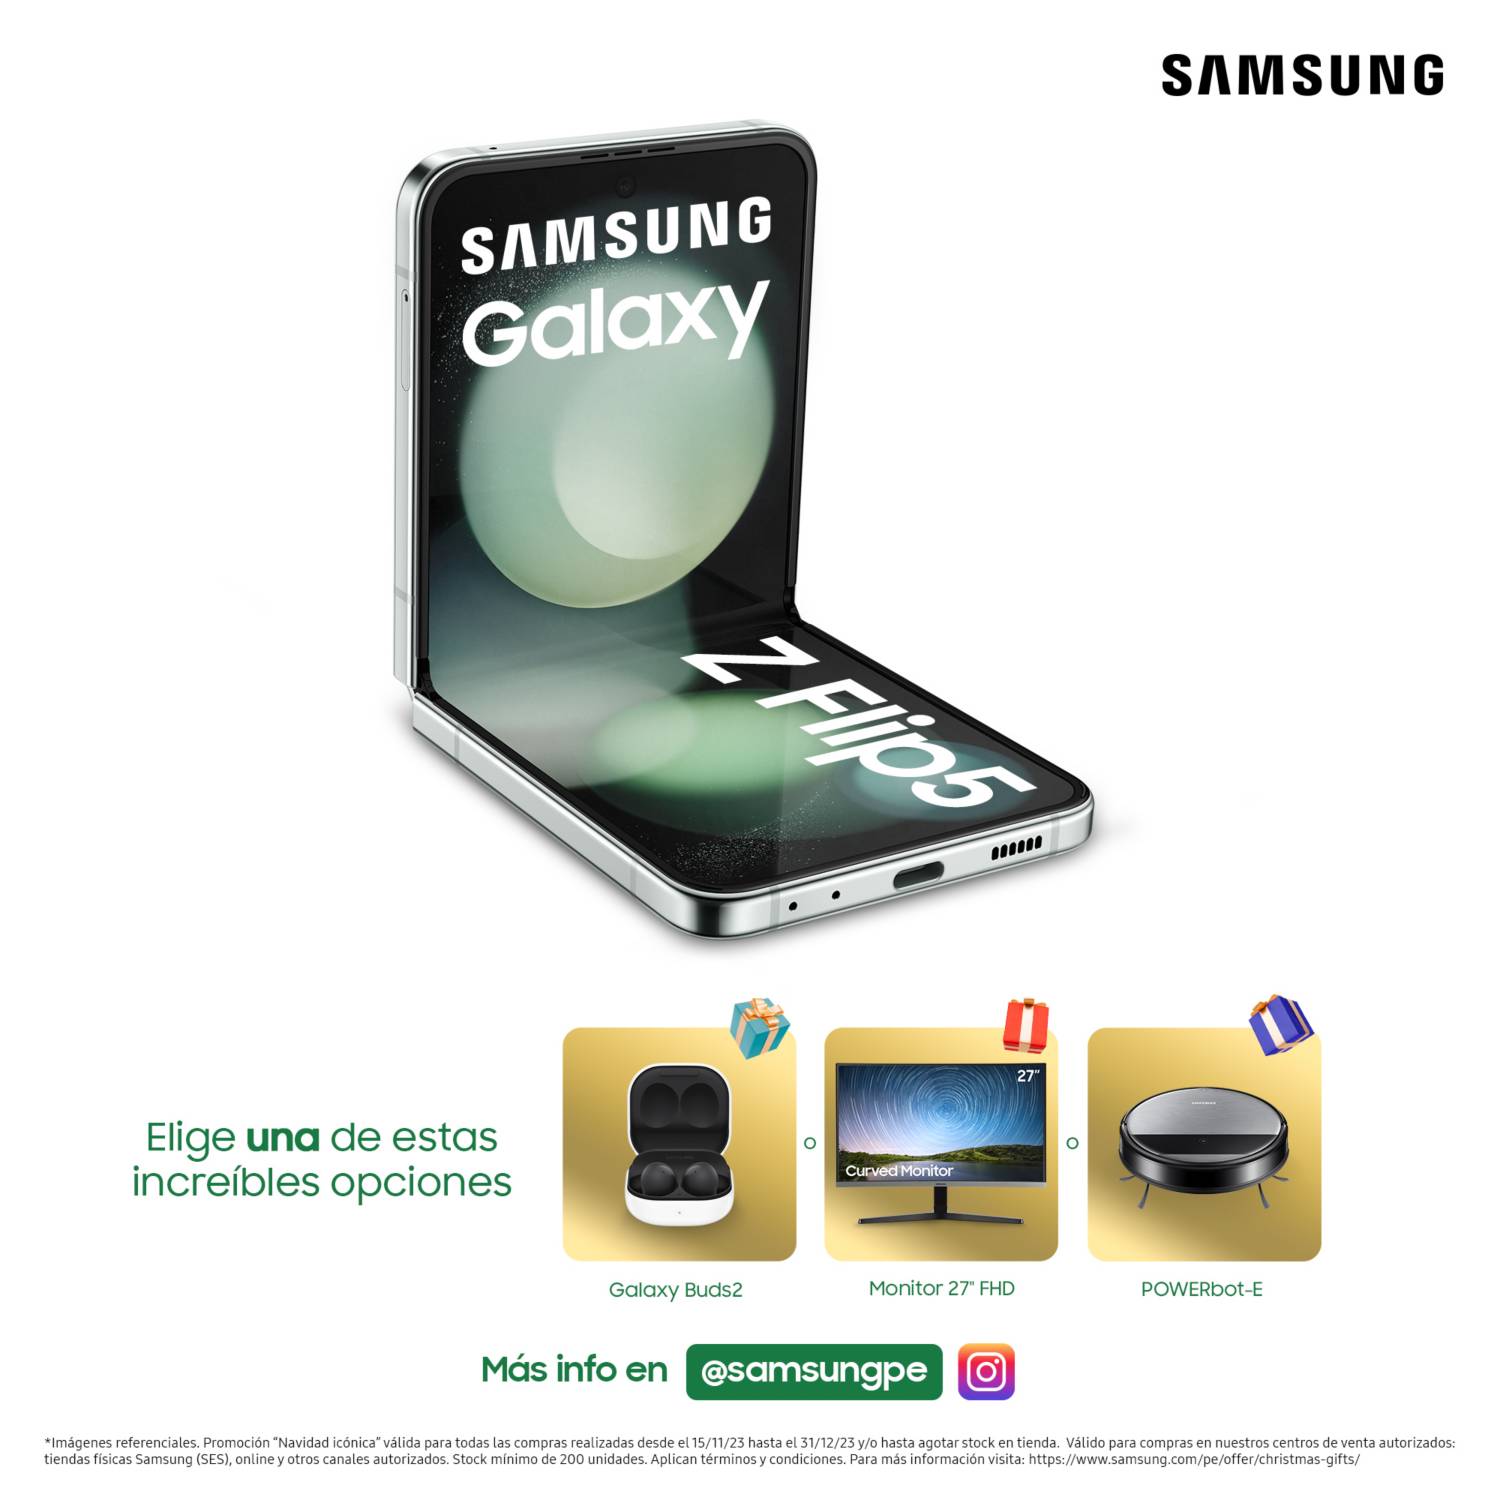 SAMSUNG
SAMSUNG
Galaxy
Z Flip5
Elige una de estas
increíbles opciones
o
27"
Curved Monitor
o
Galaxy Buds2
Monitor 27" FHD
POWERbot-E
Más info en @samsungpe
*Imágenes referenciales. Promoción “Navidad icónica” válida para todas las compras realizadas desde el 15/11/23 hasta el 31/12/23 y/o hasta agotar stock en tienda. Válido para compras en nuestros centros de venta autorizados:
tiendas físicas Samsung (SES), online y otros canales autorizados. Stock mínimo de 200 unidades. Aplican términos y condiciones. Para más información visita: https://www.samsung.com/pe/offer/christmas-gifts/